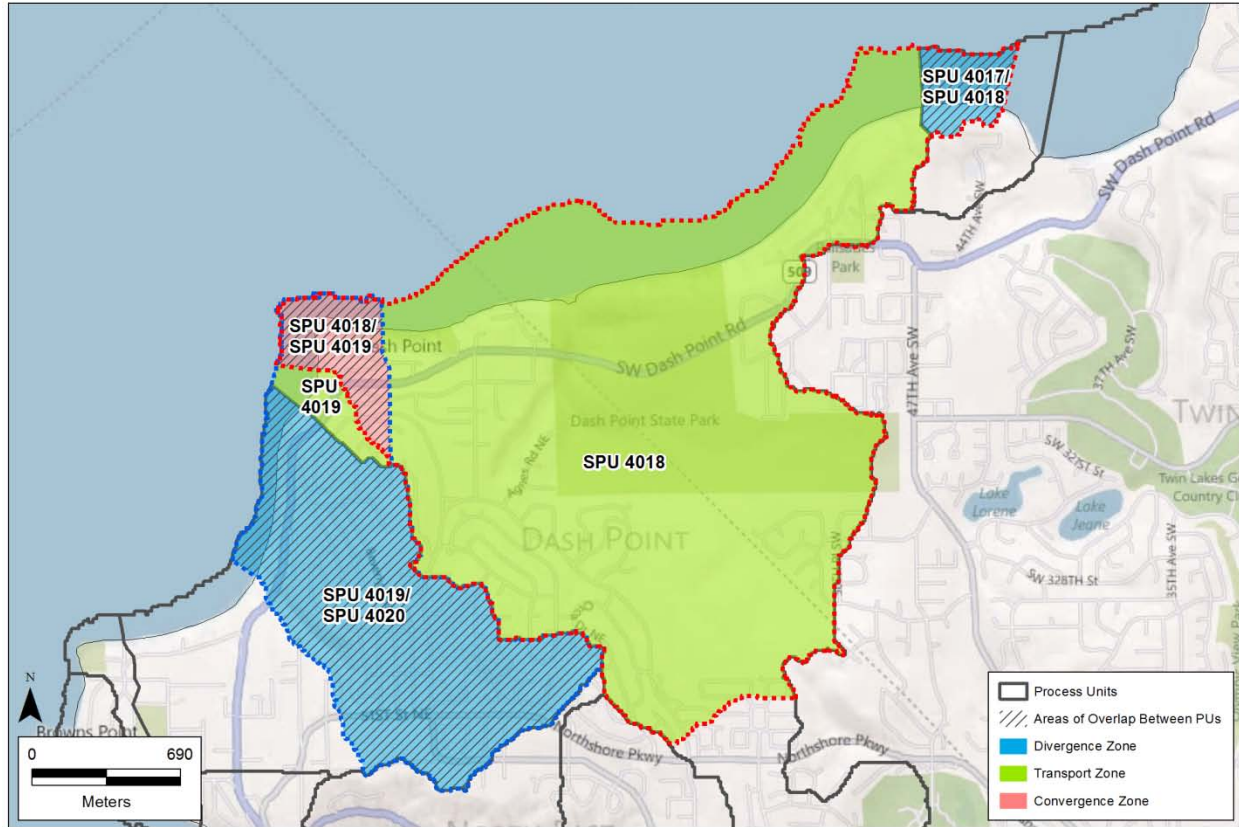 SPU 4017/
SPU 4018
SW Dash Point Rd
44TH Ave SW
Park
509
SPU 4018/
SPU 4019
Point
SW Dash Point Rd
37TH Ave SW
47TH Ave SW
TWIN
SPU
4019
Dash Point State Park
SW 321ST St
SPU 4018
Twin Lakes Go
Country Cl
Lake
Lorene
Lake
Jeane
DASH POINT
SW 328TH St
35TH Ave SW
SPU 4019/
SPU 4020
N
51ST ST NE
Northshore Pkwy
Northshore Pkwy
Browns Point
0
690
Meters
Process Units
Areas of Overlap Between PUs
Divergence Zone
Transport Zone
Convergence Zone